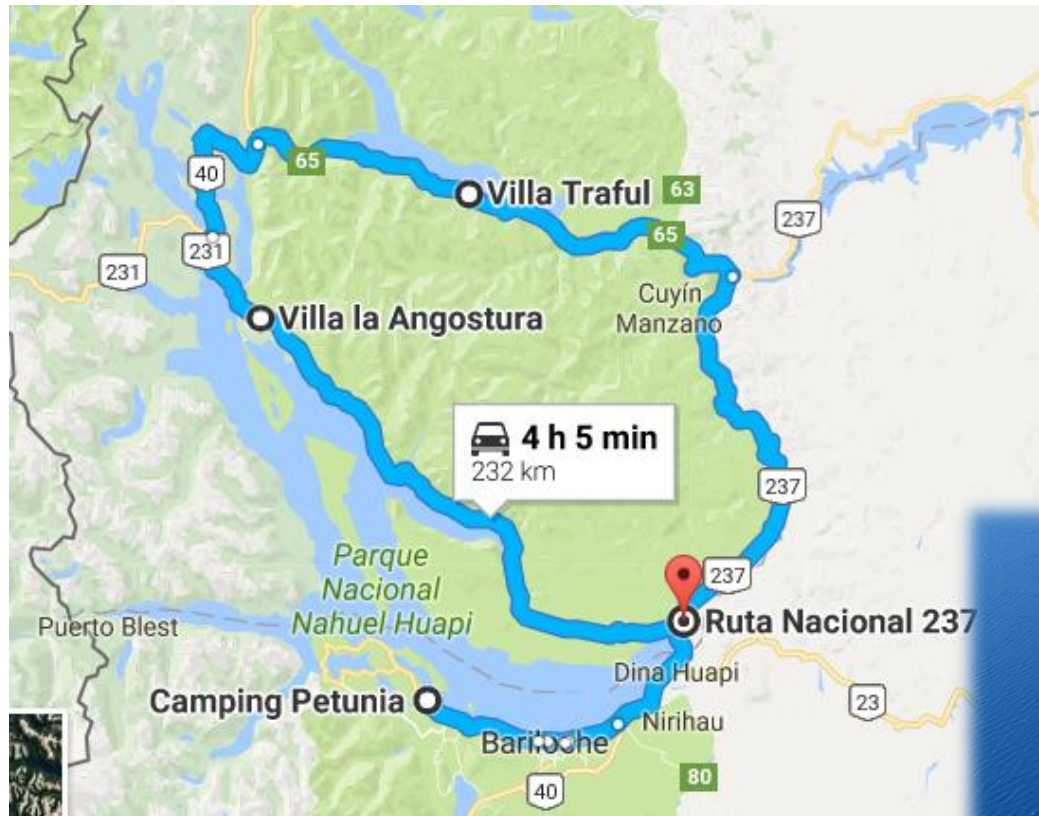 65
40
Villa Traful
63
237
65
231
231
Cuyín
Manzano
Villa la Angostura
4 h 5 min
232 km
237
Parque
Nacional
Nahuel Huapi
237
Puerto Blest
Ruta Nacional 237
Dina Huapi
Camping Petunia
23
Nirihau
Bariloche
80
40